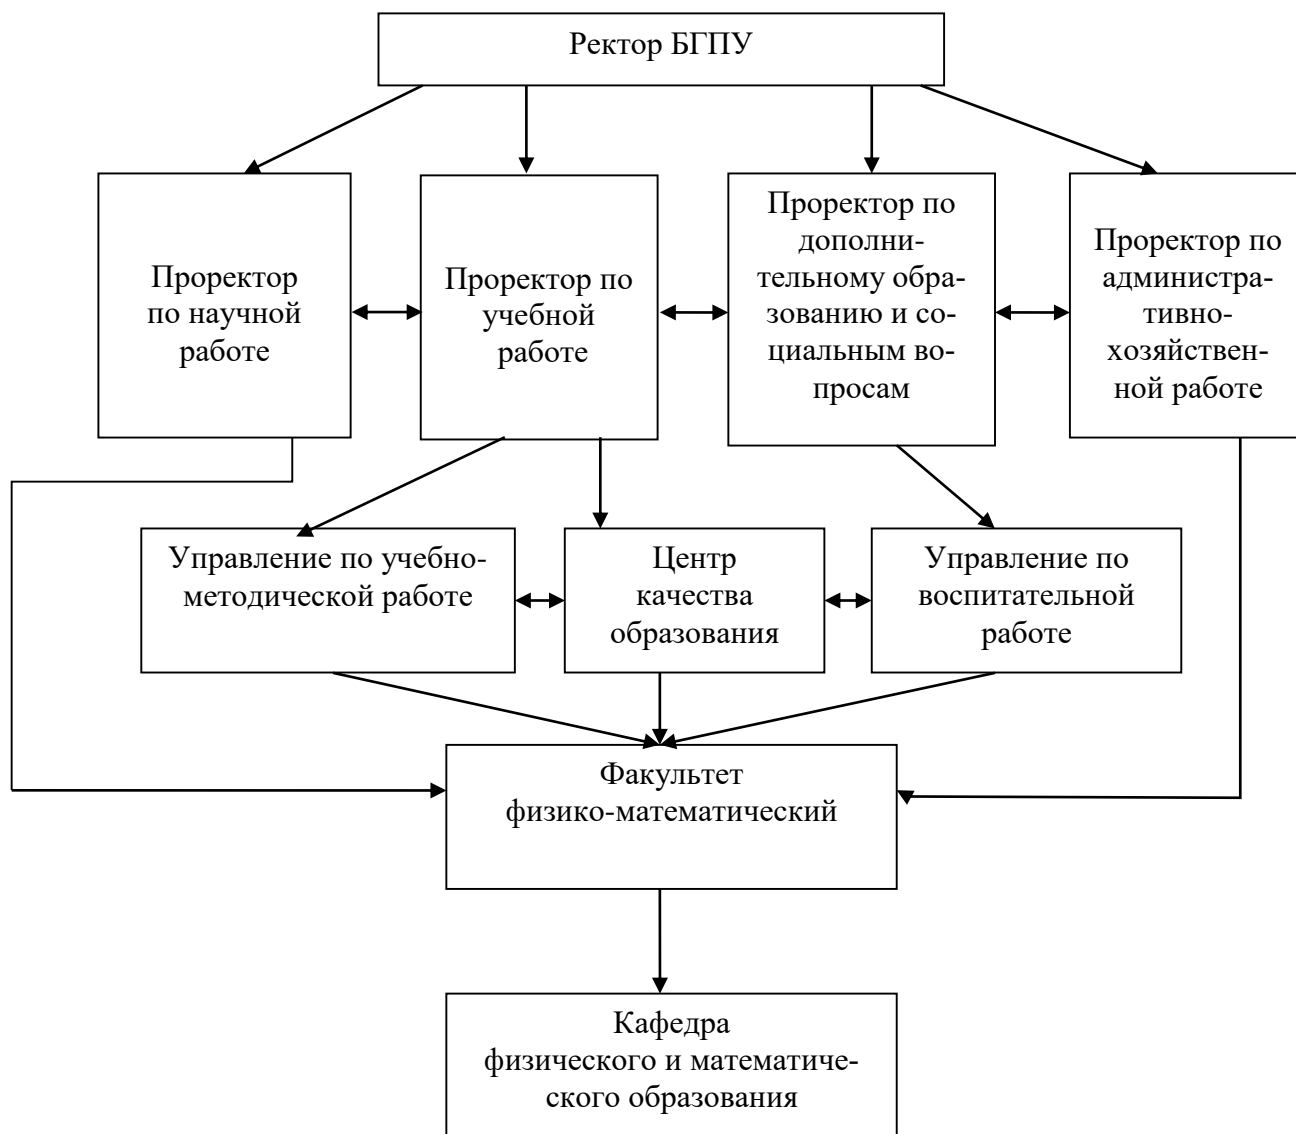 Ректор БГПУ
Проректор
по научной
работе
Проректор по
учебной
работе
Проректор по
дополни-
тельному обра-
зованию и со-
циальным во-
просам
Проректор по
администра-
тивно-
хозяйствен-
ной работе
Управление по учебно-
методической работе
Центр
качества
образования
Управление по
воспитательной
работе
Факультет
физико-математический
Кафедра
физического и математиче-
ского образования